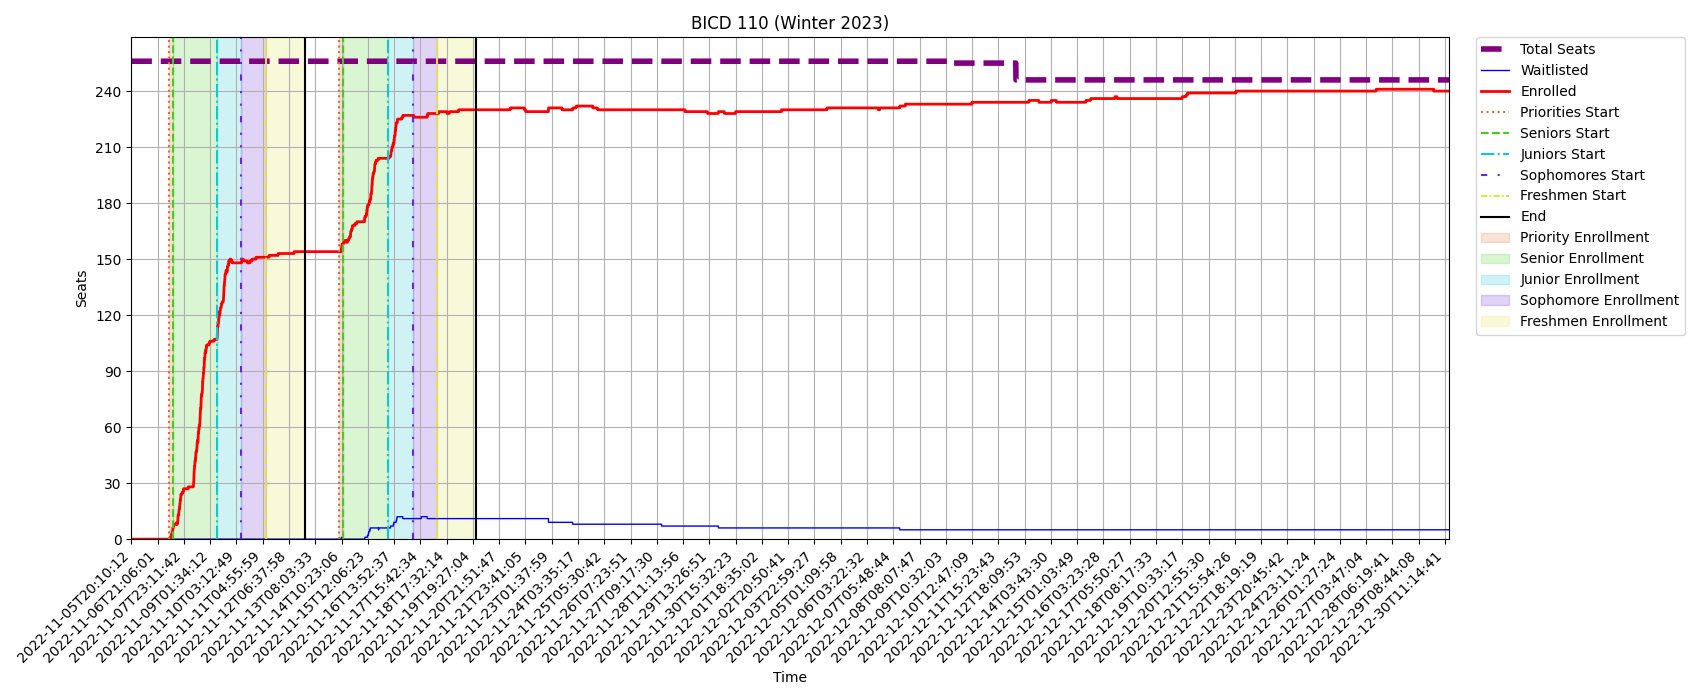 BICD 110 (Winter 2023)
Total Seats
Waitlisted
Enrolled
Priorities Start
Seniors Start
Juniors Start
Sophomores Start
Freshmen Start
End
Priority Enrollment
Senior Enrollment
Junior Enrollment
Sophomore Enrollment
Freshmen Enrollment
Seats
240
210
180
150
120
90
60
30
0
2022-11-05T20:10:12
2022-11-06T21:06:01
2022-11-07T23:11:42
2022-11-09T01:34:12
2022-11-10T03:12:49
2022-11-11T04:55:59
2022-11-12T06:37:58
2022-11-13T08:03:33
2022-11-14T10:23:06
2022-11-15T12:06:23
2022-11-16T13:52:37
2022-11-17T15:42:34
2022-11-18T17:32:14
2022-11-19T19:27:04
2022-11-20T21:51:47
2022-11-21T23:41:05
2022-11-23T01:37:59
2022-11-24T03:35:17
2022-11-25T05:30:42
2022-11-26T07:23:51
2022-11-27T09:17:30
2022-11-28T11:13:56
2022-11-29T13:26:51
2022-11-30T15:32:23
2022-12-01T18:35:02
2022-12-02T20:50:41
2022-12-03T22:59:27
2022-12-05T01:09:58
2022-12-06T03:22:32
2022-12-07T05:48:44
2022-12-08T08:07:47
2022-12-09T10:32:03
2022-12-10T12:47:09
2022-12-11T15:23:43
2022-12-12T18:09:53
2022-12-14T03:43:30
2022-12-15T01:03:49
2022-12-16T03:23:28
2022-12-17T05:50:27
2022-12-18T08:17:33
2022-12-19T10:33:17
2022-12-20T12:55:30
2022-12-21T15:54:26
2022-12-22T18:19:19
2022-12-23T20:45:42
2022-12-24T23:11:24
2022-12-26T01:27:24
2022-12-27T03:47:04
2022-12-28T06:19:41
2022-12-29T08:44:08
2022-12-30T11:14:41
Time